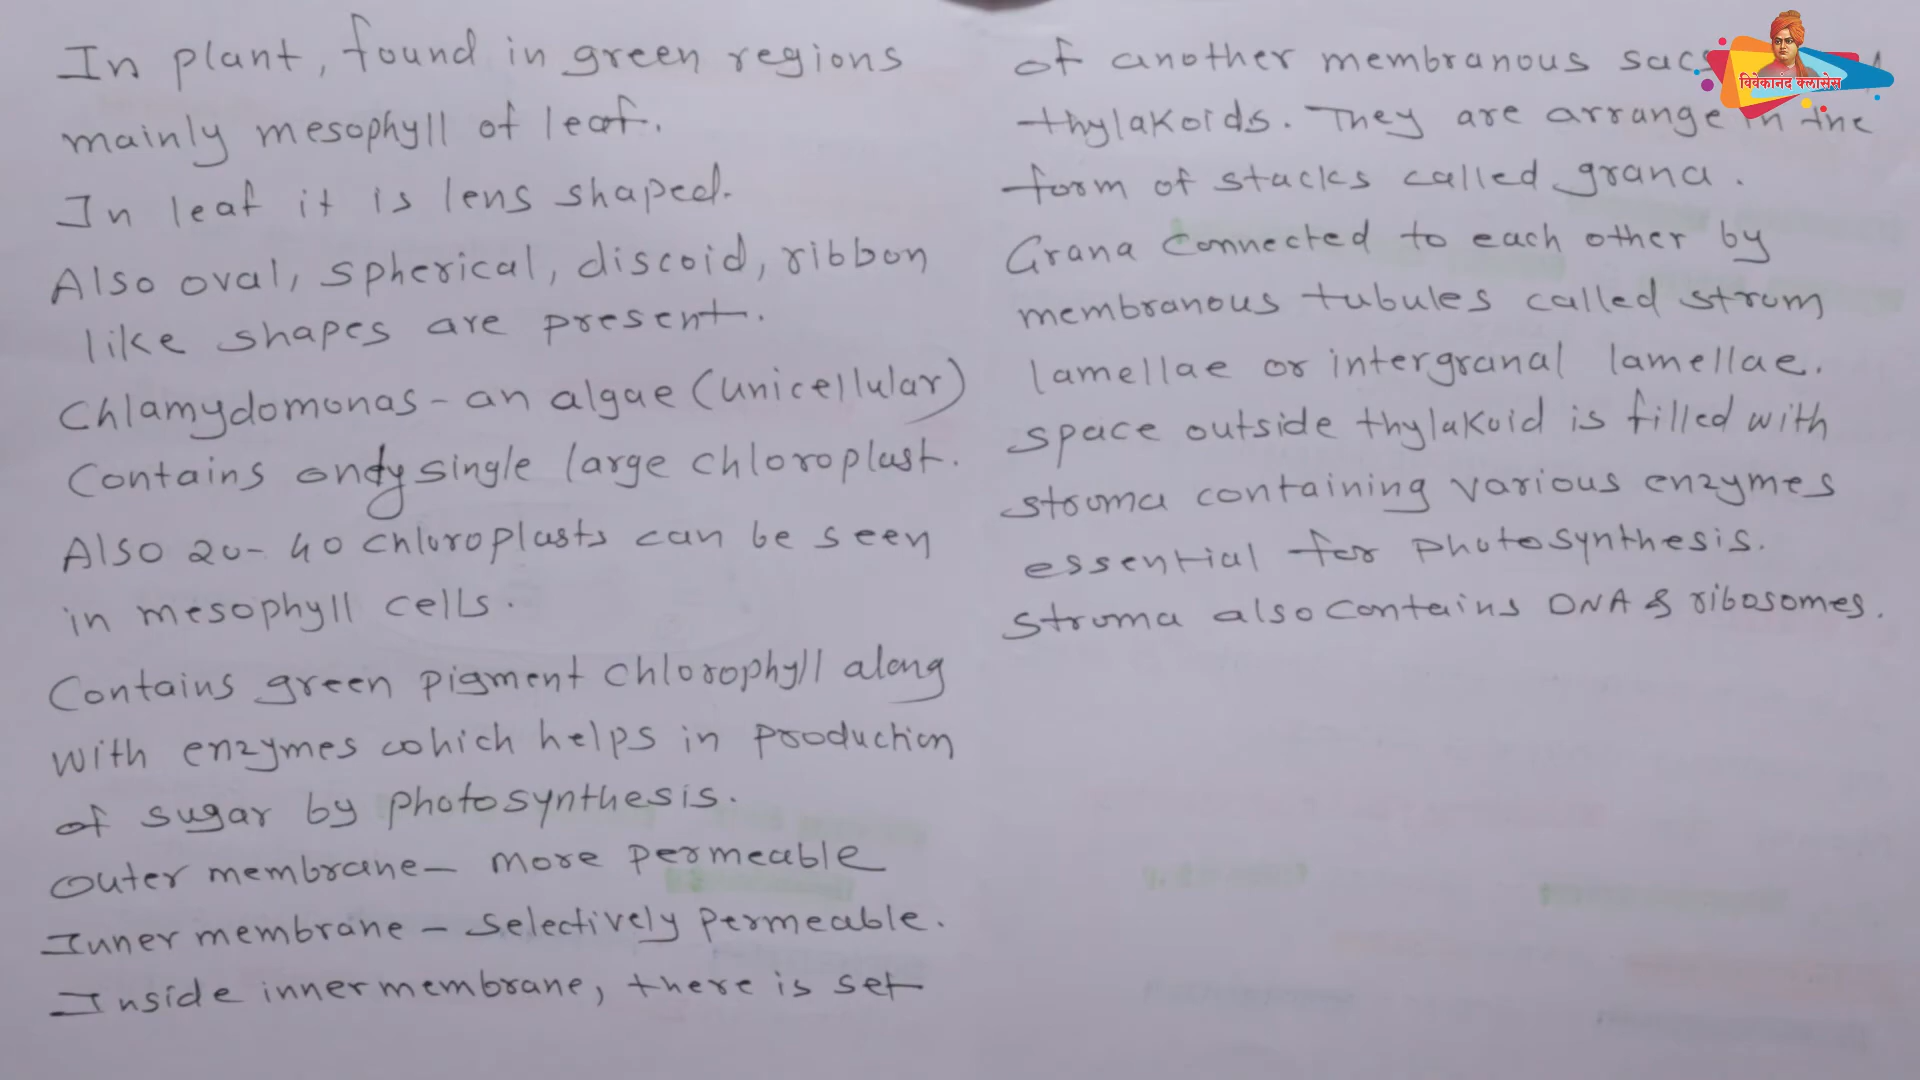 In plant, found in green regions
mainly mesophyll of leaf.
In leaf it is lens shaped.
Also oval, spherical, discoid, ribbon
like shapes are present.
Chlamydomonas - an algae (unicellular)
Contains only single large chloroplast.
Also 20-40 chloroplasts can be seen
in mesophyll cells.
Contains green pigment chlorophyll along
with enzymes which helps in production
of sugar by photosynthesis.
Outer membrane - more permeable
Inner membrane - selectively permeable.
Inside inner membrane, there is set
of another membranous sacs
thylakoids. They are arrange in the
form of stacks called grana.
Grana connected to each other by
membranous tubules called strom
lamellae or intergranal lamellae.
space outside thylakoid is filled with
stroma containing various enzymes
essential for photosynthesis.
stroma also contains DNA & ribosomes.
विवेकानंद क्लासेस